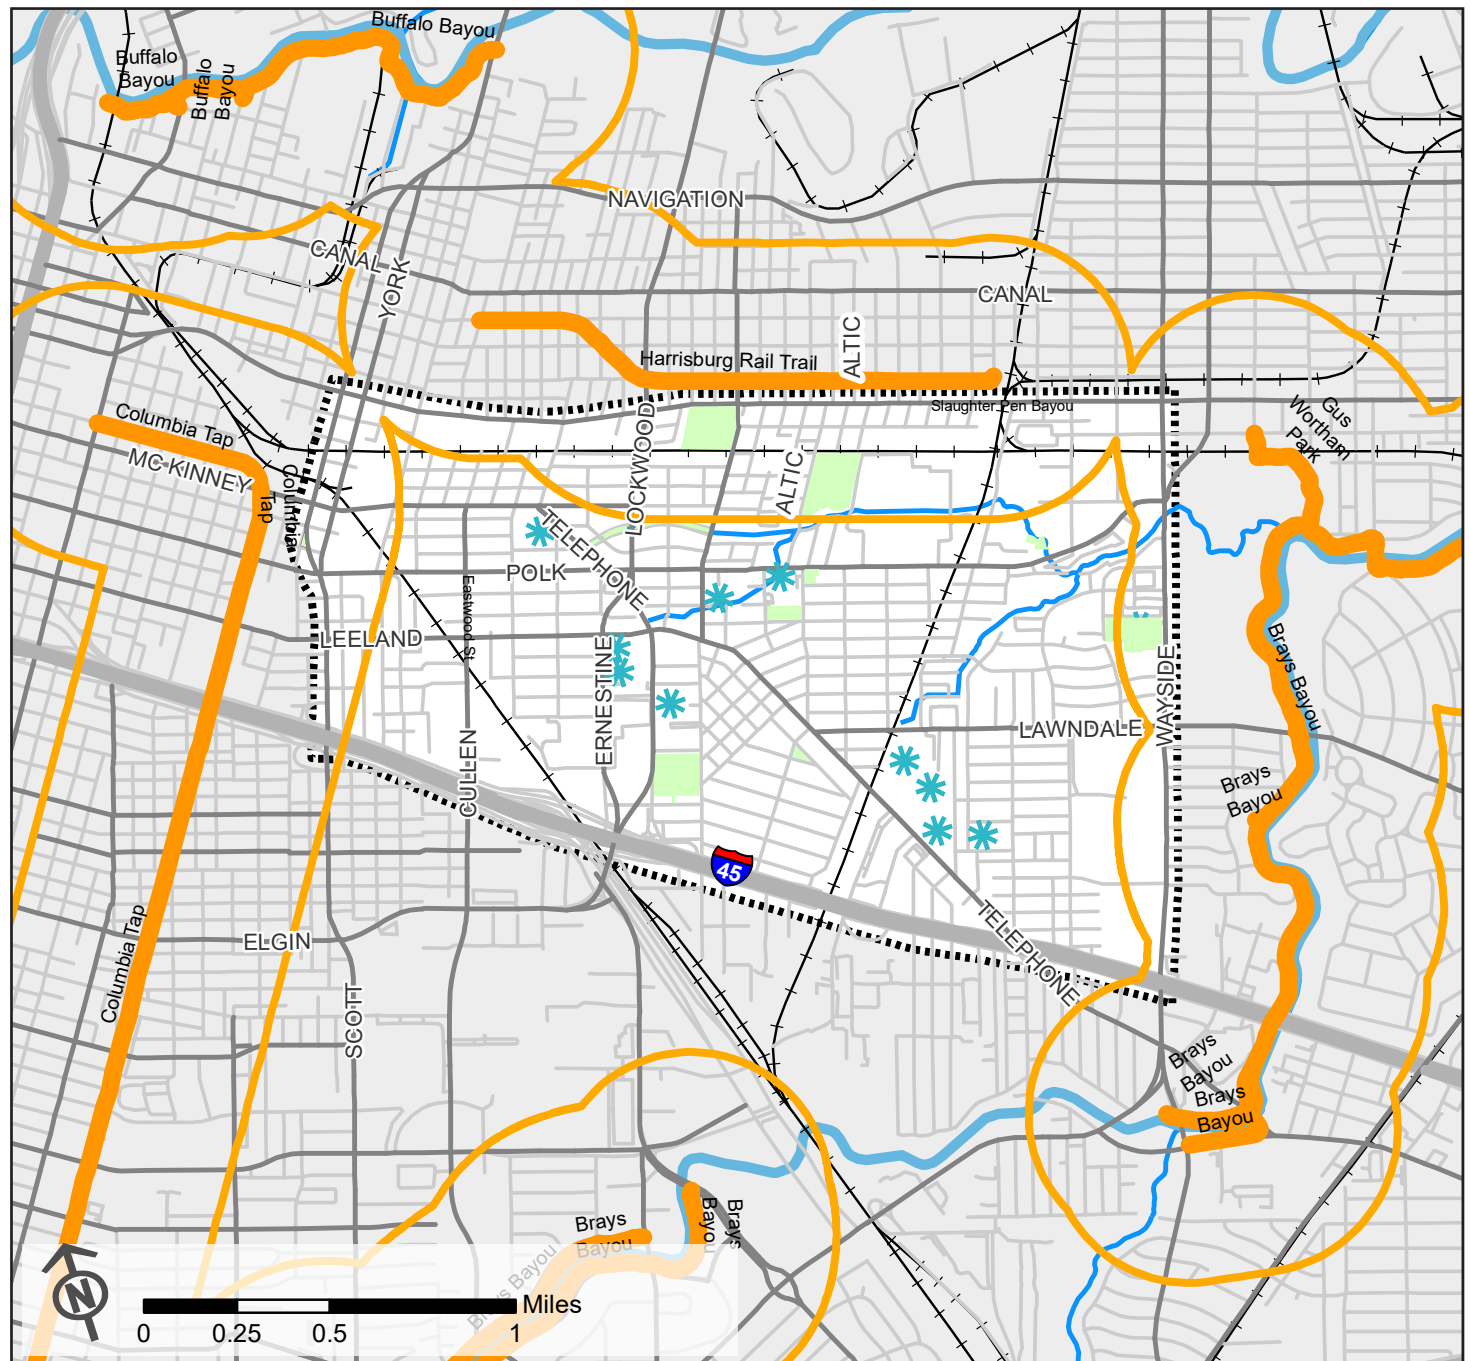 Buffalo Bayou
Buffalo
Bayou
Buffalo
Bayou
NAVIGATION
CANAL
YORK
CANAL
ALTIC
Harrisburg Rail Trail
Slaughter Pen Bayou
Gus
Wortham
Park
Columbia Tap
MC KINNEY
Tap
Columbia
LOCKWOOD
ALTIC
TELEPHONE
POLK
Eastwood St
LEELAND
ERNESTINE
CULLEN
LAWNDALE
WAYSIDE
Brays Bayou
Brays
Bayou
45
TELEPHONE
Columbia Tap
ELGIN
SCOTT
Brays
Bayou
Brays
Bayou
Brays
Bayou
Brays
Bayou
Brays Bayou
N
Miles
0 0.25 0.5 1